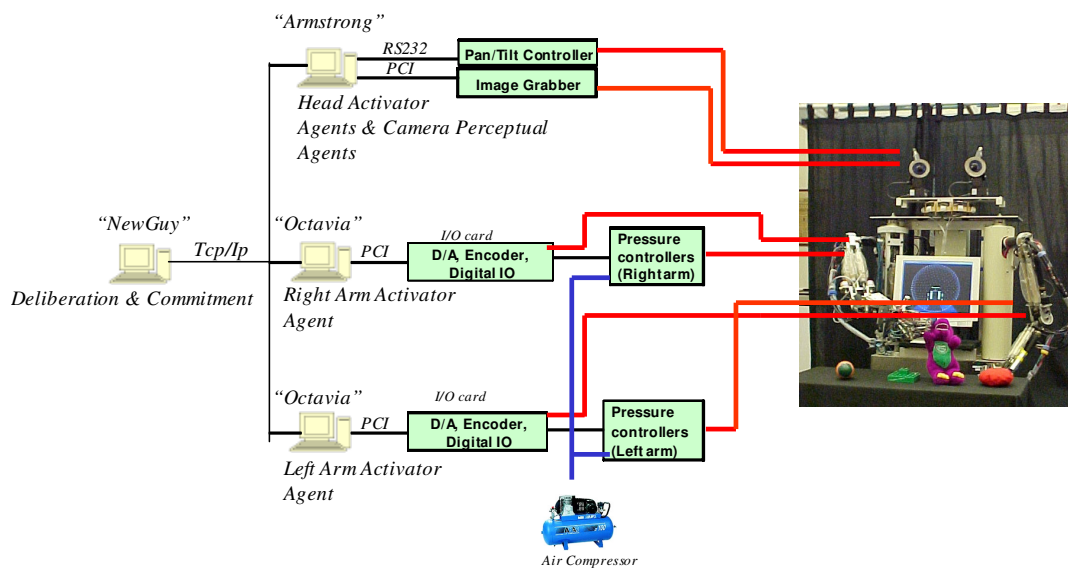 “Armstrong”
RS232
Pan/Tilt Controller
PCI
Image Grabber
Head Activator
Agents & Camera Perceptual
Agents
“NewGuy”
Tcp/Ip
Deliberation & Commitment
“Octavia”
PCI
I/O card
D/A, Encoder,
Digital IO
Pressure
controllers
(Right arm)
Right Arm Activator
Agent
“Octavia”
PCI
I/O card
D/A, Encoder,
Digital IO
Pressure
controllers
(Left arm)
Left Arm Activator
Agent
Air Compressor